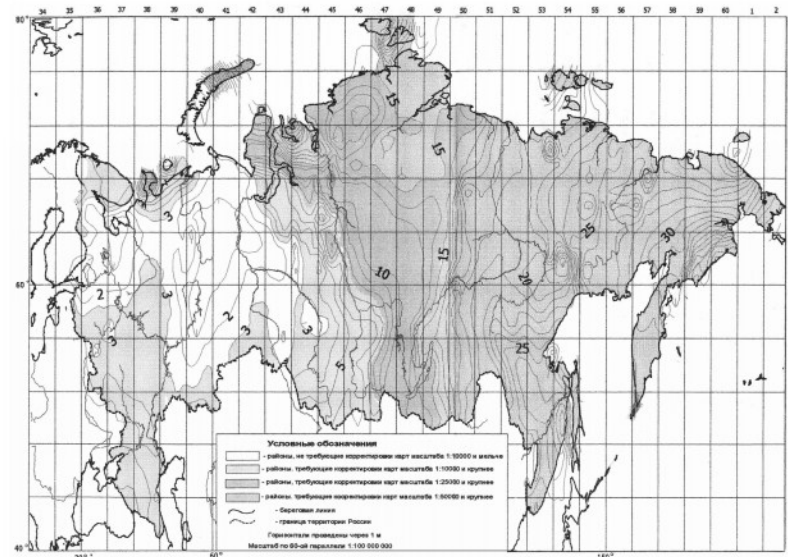 34 35 36 37 38 39 40 41 42 43 44 45 46 47 48 49 50 51 52 53 54 55 56 57 58 59 60 1 2
80°
15
15
3
25
30
15
10
20
60
2
3
3
2
3
3
5
25
Условные обозначения
- районы, не требующие корректировки карт масштаба 1:10000 и мельче
- районы, требующие корректировки карт масштаба 1:10000 и крупнее
- районы, требующие корректировки карт масштаба 1:25000 и крупнее
- районы, требующие корректировки карт масштаба 1:50000 и крупнее
- береговая линия
- граница территории России
Горизонтали проведены через 1 м
Масштаб по 60-ой параллели 1:100 000 000
40°